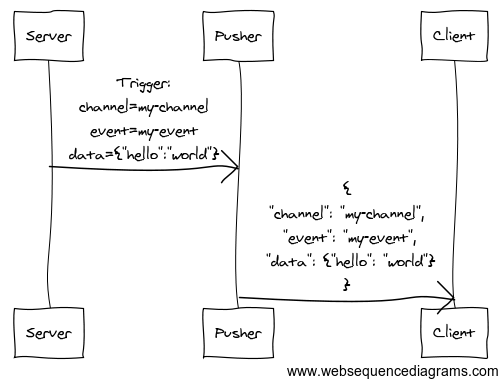 Server
Pusher
Client
Trigger:
channel=my-channel
event=my-event
data={"hello":"world"}
{
"channel": "my-channel",
"event": "my-event",
"data": {"hello": "world"}
}
Server
Pusher
Client
www.websequencediagrams.com